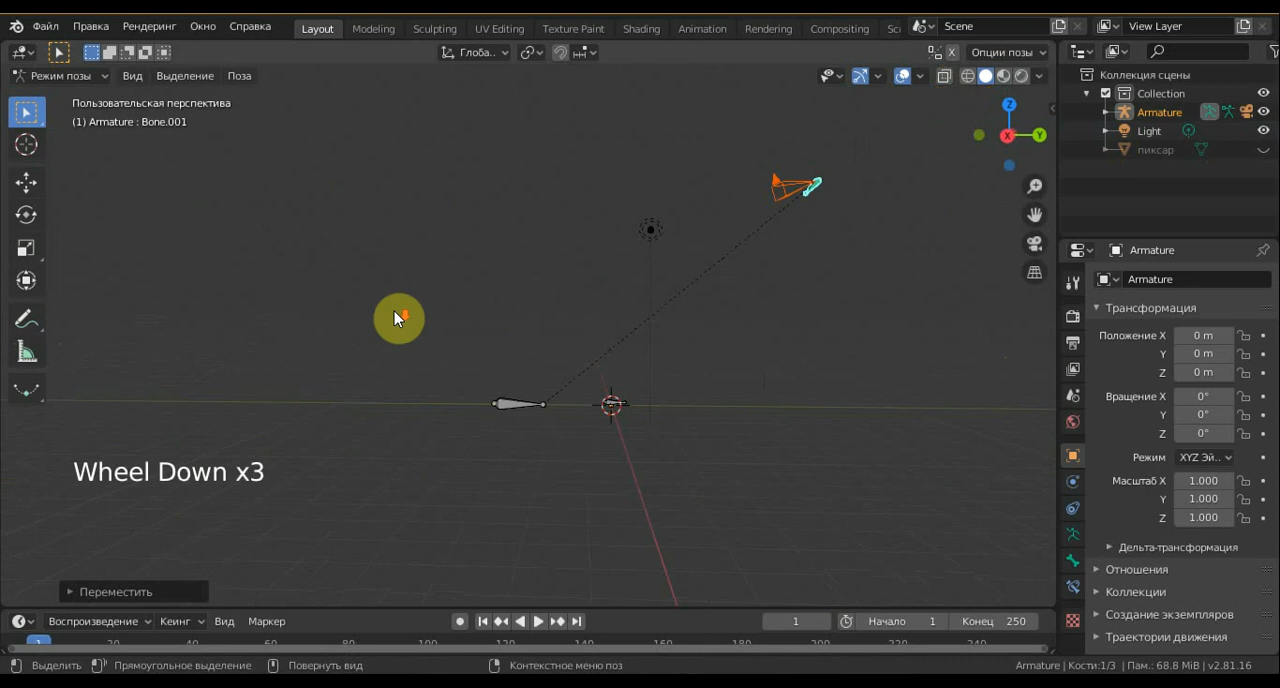 Файл Правка Рендеринг Окно Справка Layout Modeling Sculpting UV Editing Texture Paint Shading Animation Rendering Compositing Sc Scene View Layer
Глоба.. Опции позы
Режим позы Вид Выделение Поза
Коллекция сцены
Collection
Armature
Light
пиксар
Пользовательская перспектива
(1) Armature : Bone.001
Z
X
Y
Armature
Armature
Трансформация
Положение X 0 m
Y 0 m
Z 0 m
Вращение X 0°
Y 0°
Z 0°
Режим XYZ Эй..
Масштаб X 1.000
Y 1.000
Z 1.000
Дельта-трансформация
Отношения
Коллекции
Создание экземпляров
Траектории движения
Wheel Down x3
Переместить
Воспроизведение Кеинг Вид Маркер 1 Начало 1 Конец 250
1 20 40 60 80 100 120 140 160 180 200 220 240
Выделить Прямоугольное выделение Повернуть вид Контекстное меню поз Armature | Кости:1/3 | Пам.: 68.8 MiB | v2.81.16